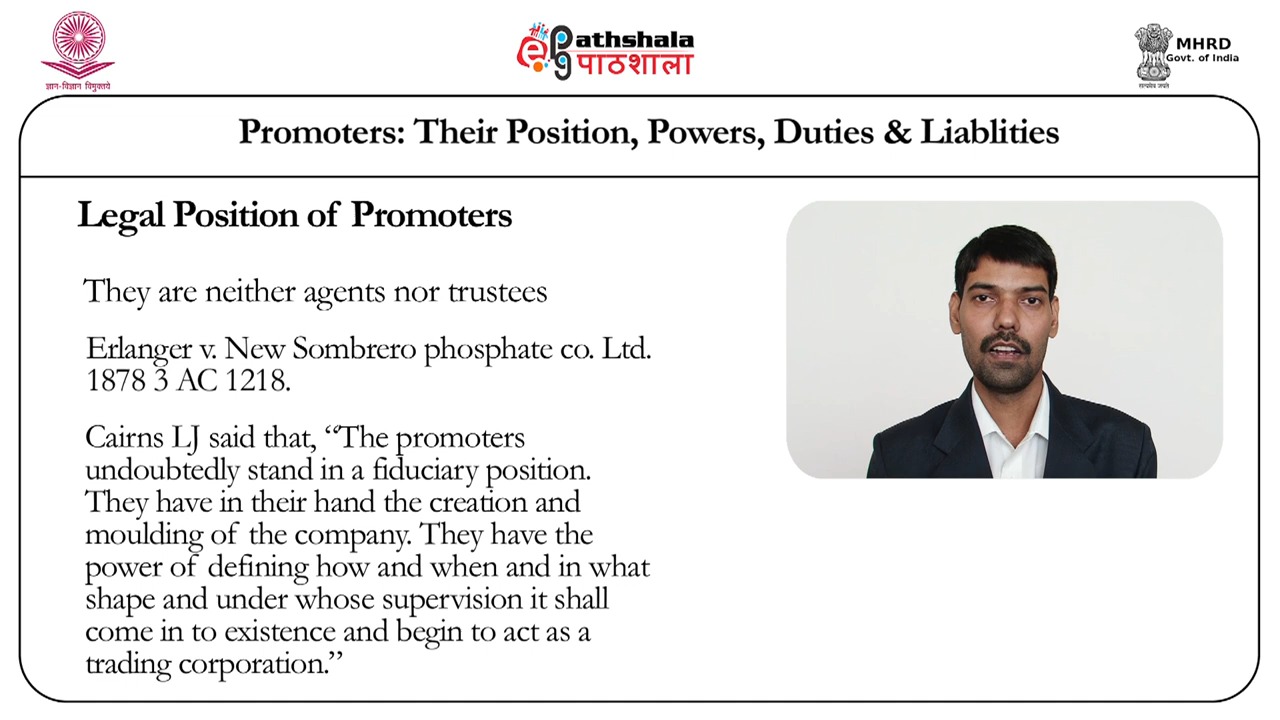 ज्ञान-विज्ञान विमुक्तये
epg
athshala
पाठशाला
MHRD
Govt. of India
सत्यमेव जयते
Promoters: Their Position, Powers, Duties & Liablities
Legal Position of Promoters
They are neither agents nor trustees
Erlanger v. New Sombrero phosphate co. Ltd.
1878 3 AC 1218.
Cairns LJ said that, “The promoters
undoubtedly stand in a fiduciary position.
They have in their hand the creation and
moulding of the company. They have the
power of defining how and when and in what
shape and under whose supervision it shall
come in to existence and begin to act as a
trading corporation.”